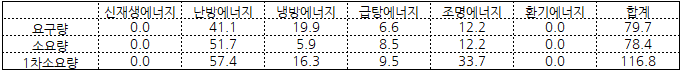 신재생에너지 난방에너지 냉방에너지 급탕에너지 조명에너지 환기에너지 합계
요구량 0.0 41.1 19.9 6.6 12.2 0.0 79.7
소요량 0.0 51.7 5.9 8.5 12.2 0.0 78.4
1차소요량 0.0 57.4 16.3 9.5 33.7 0.0 116.8